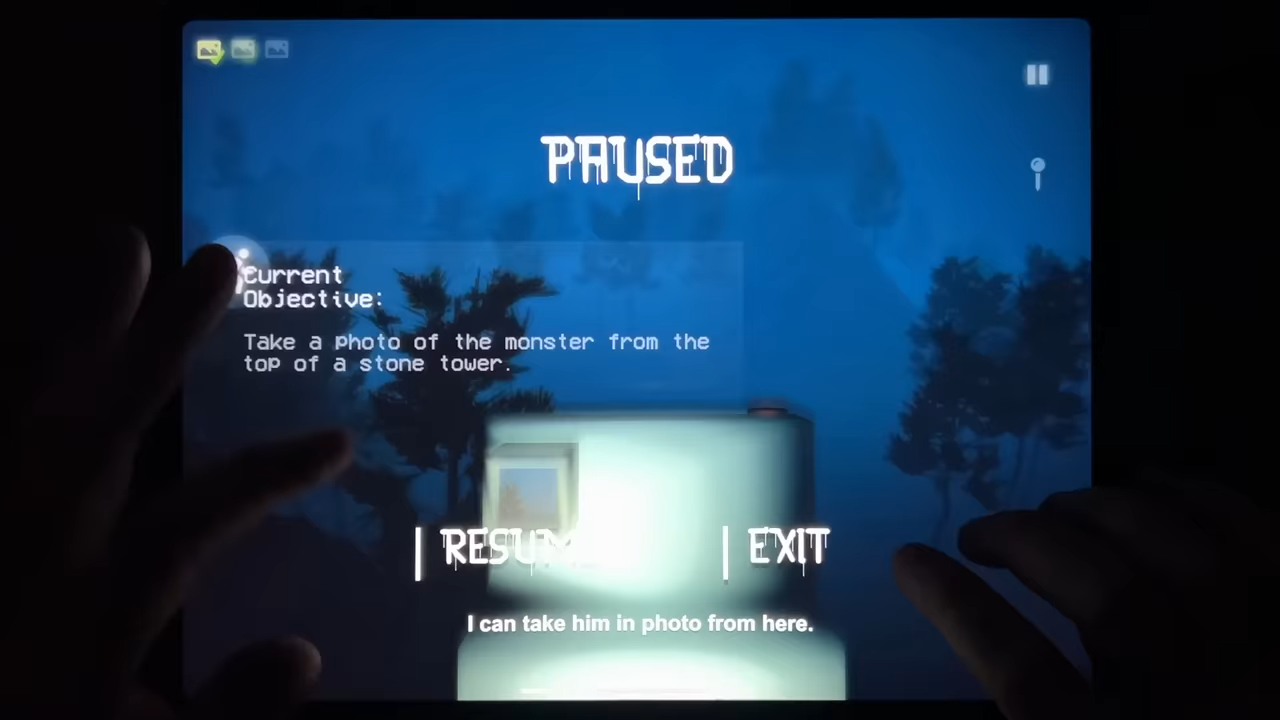 PAUSED
Current
Objective:
Take a photo of the monster from the
top of a stone tower.
RESUME EXIT
I can take him in photo from here.